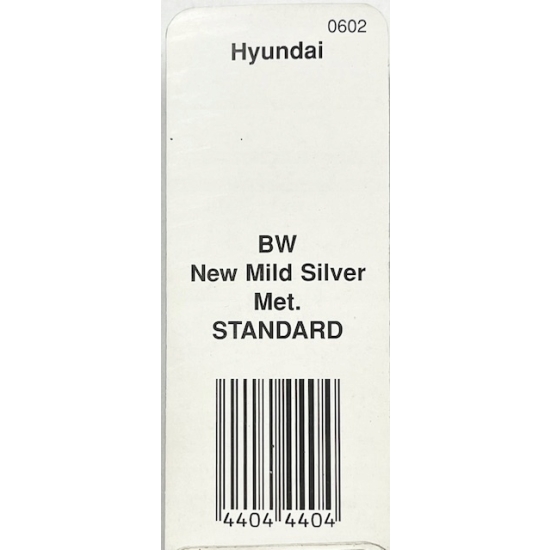 0602
Hyundai
BW
New Mild Silver
Met.
STANDARD
4404 4404